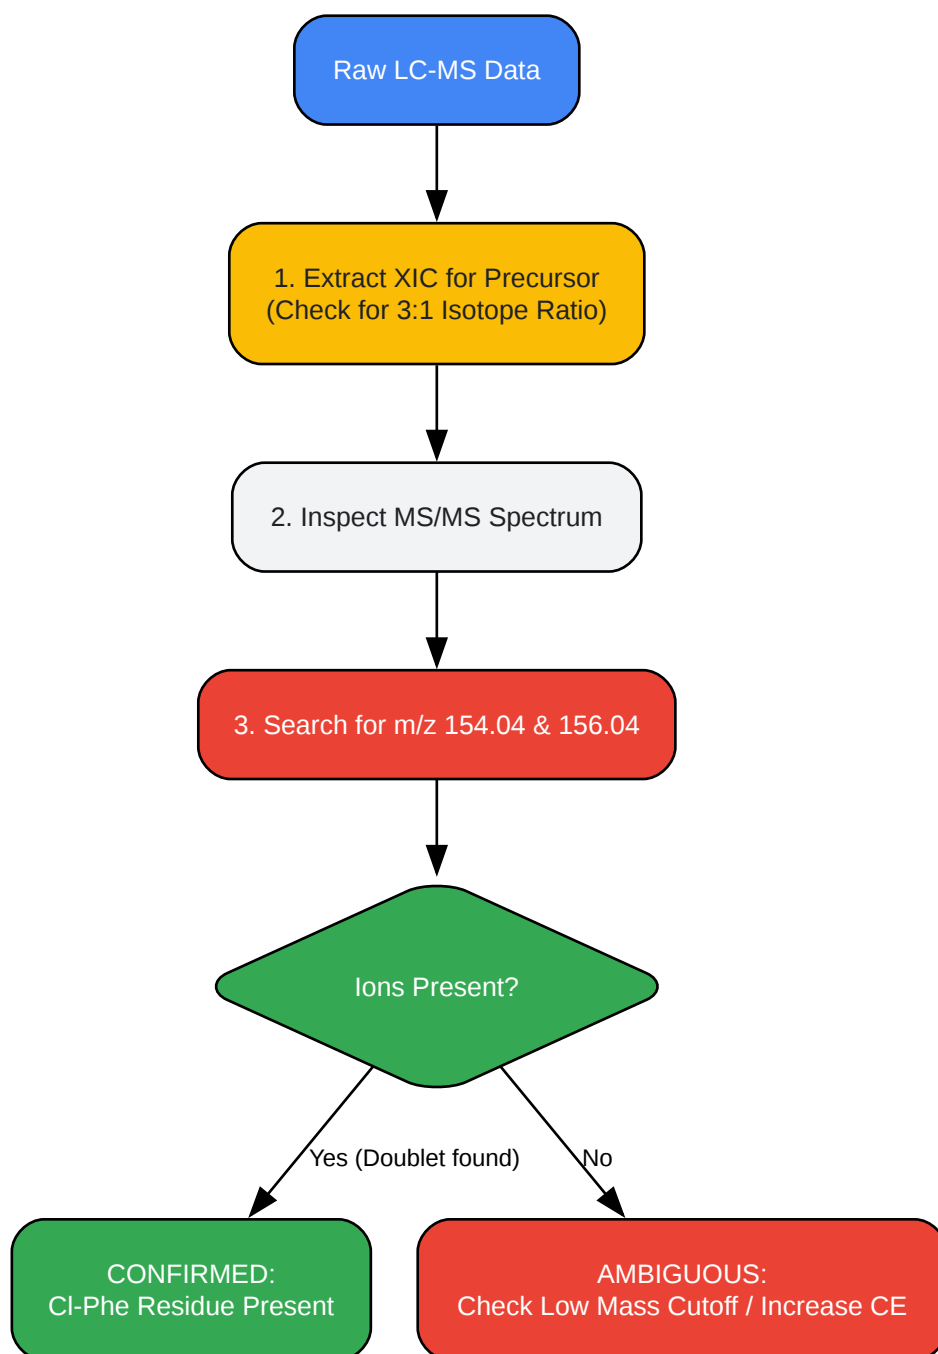 Raw LC-MS Data
1. Extract XIC for Precursor
(Check for 3:1 Isotope Ratio)
2. Inspect MS/MS Spectrum
3. Search for m/z 154.04 & 156.04
Ions Present?
Yes (Doublet found)
No
CONFIRMED:
Cl-Phe Residue Present
AMBIGUOUS:
Check Low Mass Cutoff / Increase CE